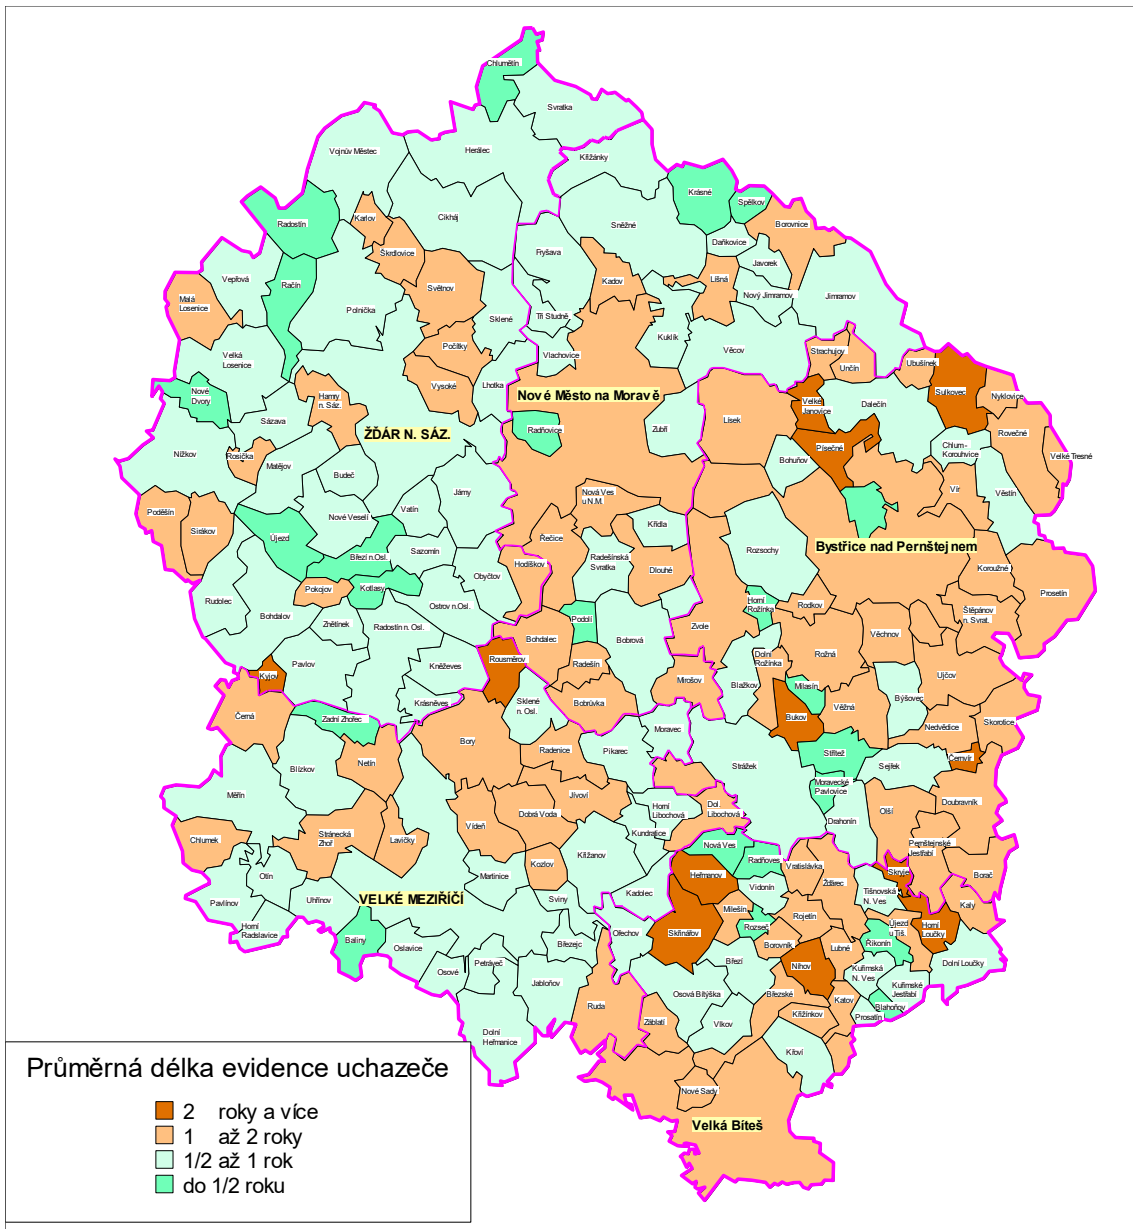 Chlumětín
Svratka
Vojnův Městec
Herálec
Křižánky
Krásné
Spělkov
Radostín
Karlov
Cikháj
Sněžné
Borovnice
Daňkovice
Škrdlovice
Fryšava
Javorek
Vepřová
Račín
Světnov
Kadov
Líšná
Nový Jimramov
Jimramov
Malá
Losenice
Polnička
Sklené
Tři Studně
Kuklík
Věcov
Strachujov
Unčín
Ubušínek
Velká
Losenice
Počítky
Vlachovice
Vysoké
Lhotka
Nové Město na Moravě
Sulkovec
Nyklovice
Nové
Dvory
Hamry
n. Sáz.
Velké
Janovice
Dalečín
Sázava
ŽĎÁR N. SÁZ.
Radňovice
Zubří
Lísek
Písečné
Rovečné
Nížkov
Rosička
Matějov
Budeč
Bohuňov
Chlum-
Korouhvice
Velké Tresné
Jámy
Nová Ves
u N.M.
Vír
Věstín
Poděšín
Sirákov
Nové Veselí
Vatín
Křídla
Újezd
Březí n.Osl.
Sazomín
Řečice
Radešínská
Svratka
Rozsochy
Bystřice nad Pernštejnem
Pokojov
Kotlasy
Obyčtov
Hodíškov
Dlouhé
Koroužné
Prosetín
Rudolec
Bohdalov
Ostrov n.Osl.
Podolí
Horní
Rožínka
Rodkov
Štěpánov
n. Svrat.
Znětínek
Radostín n. Osl.
Bohdalec
Bobrová
Zvole
Věchnov
Kyjov
Pavlov
Kněževes
Rousměrov
Radešín
Mirošov
Dolní
Rožínka
Rožná
Ujčov
Krásněves
Sklené
n. Osl.
Bobrůvka
Blažkov
Milasín
Věžná
Býšovec
Černá
Zadní Zhořec
Bukov
Nedvědice
Skorotice
Bory
Radenice
Pikarec
Moravec
Strážek
Střítež
Sejřek
Černvír
Blízkov
Netín
Měřín
Jívoví
Horní
Libochová
Dol.
Libochová
Moravecké
Pavlovice
Olší
Doubravník
Chlumek
Stránecká
Zhoř
Lavičky
Vídeň
Dobrá Voda
Kundratice
Drahonín
Otín
Kozlov
Křižanov
Nová Ves
Radňoves
Vratislávka
Pernštejnské
Jestřabí
Borač
Pavlínov
Uhřínov
VELKÉ MEZIŘÍČÍ
Martinice
Sviny
Kadolec
Heřmanov
Vidonín
Žďárec
Skryje
Tišnovská
N. Ves
Kaly
Horní
Radslavice
Baliny
Oslavice
Březejc
Ořechov
Skřinářov
Milešín
Rozseč
Rojetín
Újezd
u Tiš.
Horní
Loučky
Osové
Petráveč
Jabloňov
Březí
Borovník
Lubné
Říkonín
Dolní Loučky
Níhov
Kuřimská
N. Ves
Kuřimská
Jestřabí
Osová Bítýška
Březské
Katov
Blahoňov
Ruda
Záblatí
Vlkov
Křižínkov
Prosatín
Dolní
Heřmanice
Křoví
Nové Sady
Velká Bíteš
Průměrná délka evidence uchazeče
2 roky a více
1 až 2 roky
1/2 až 1 rok
do 1/2 roku